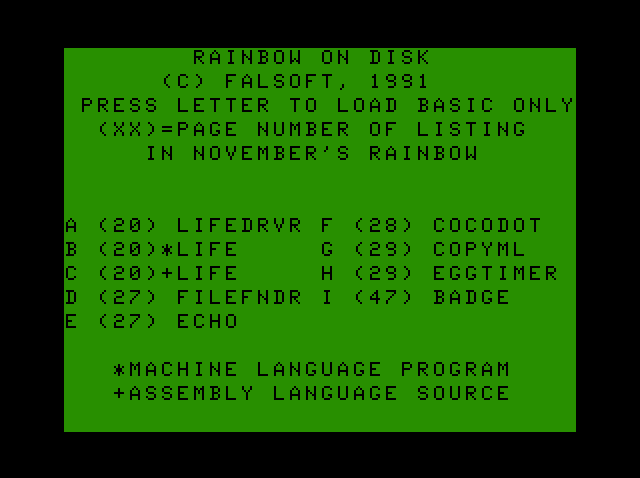 RAINBOW ON DISK
(C) FALSOFT, 1991
PRESS LETTER TO LOAD BASIC ONLY
(XX)=PAGE NUMBER OF LISTING
IN NOVEMBER'S RAINBOW
A (20) LIFEDRVR F (28) COCODOT
B (20)*LIFE G (29) COPYML
C (20)+LIFE H (29) EGGTIMER
D (27) FILEFNDR I (47) BADGE
E (27) ECHO
*MACHINE LANGUAGE PROGRAM
+ASSEMBLY LANGUAGE SOURCE